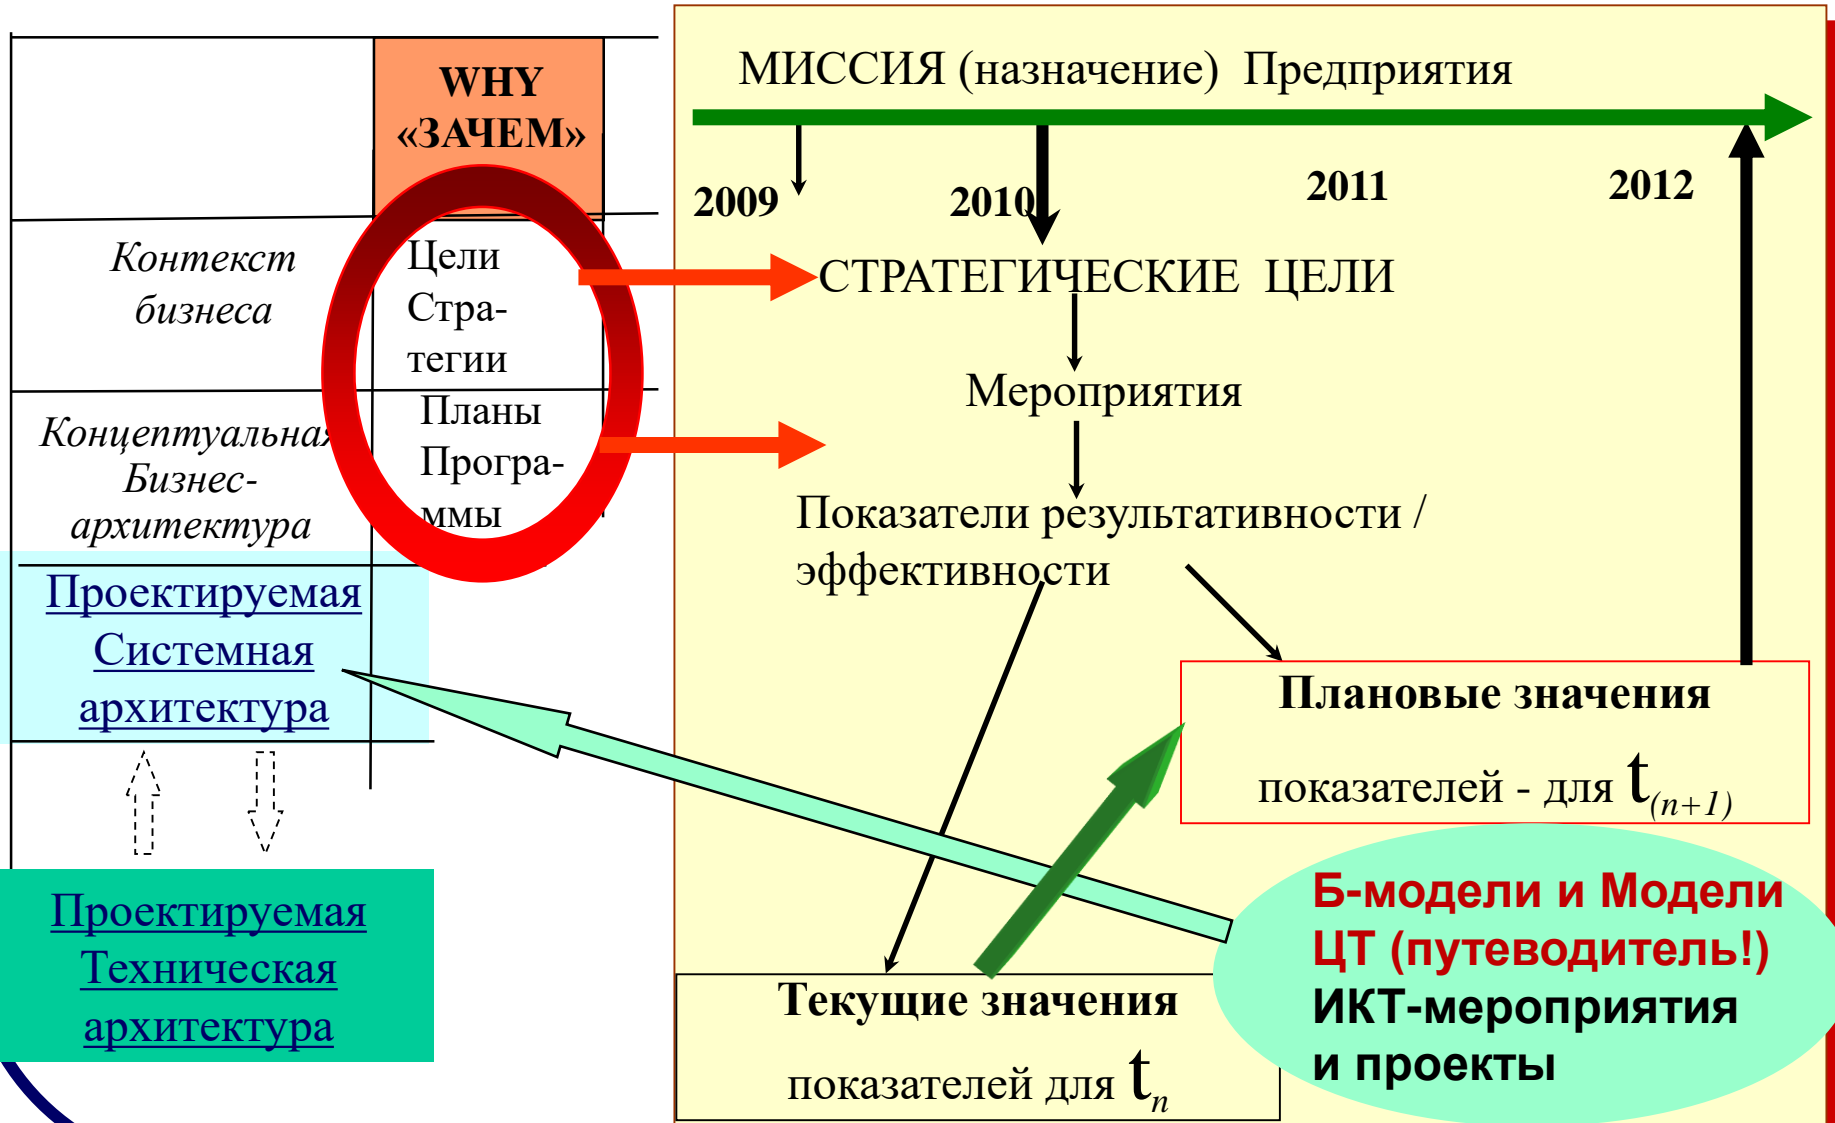 WHY
«ЗАЧЕМ»
Контекст
бизнеса
Цели
Стра-
тегии
Концептуальная
Бизнес-
архитектура
Планы
Програ-
ммы
Проектируемая
Системная
архитектура
Проектируемая
Техническая
архитектура
МИССИЯ (назначение) Предприятия
2009 2010 2011 2012
СТРАТЕГИЧЕСКИЕ ЦЕЛИ
Мероприятия
Показатели результативности /
эффективности
Плановые значения
показателей - для t(n+1)
Текущие значения
показателей для tn
Б-модели и Модели
ЦТ (путеводитель!)
ИКТ-мероприятия
и проекты